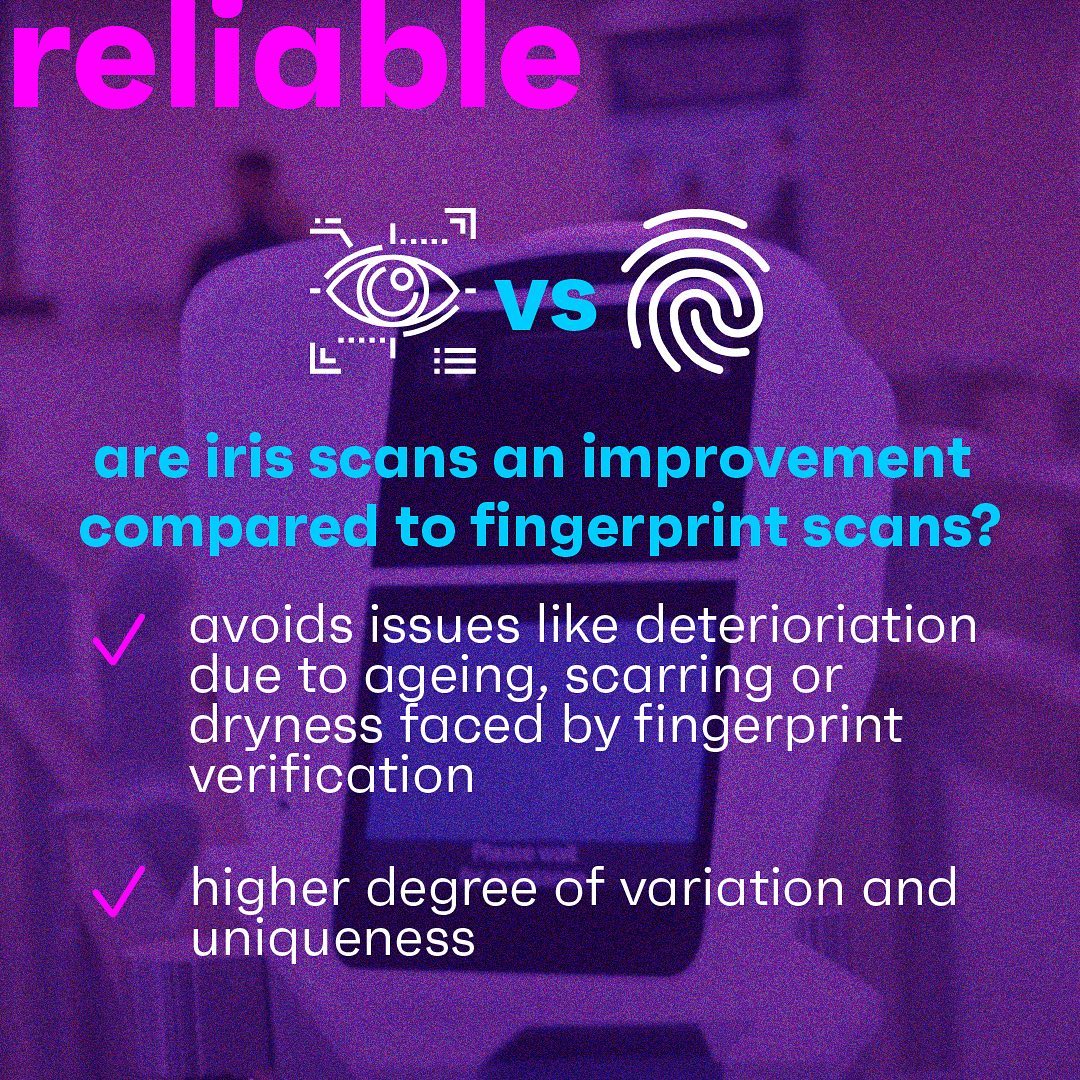 reliable
vs
are iris scans an improvement
compared to fingerprint scans?
avoids issues like deterioriation
due to ageing, scarring or
dryness faced by fingerprint
verification
higher degree of variation and
uniqueness